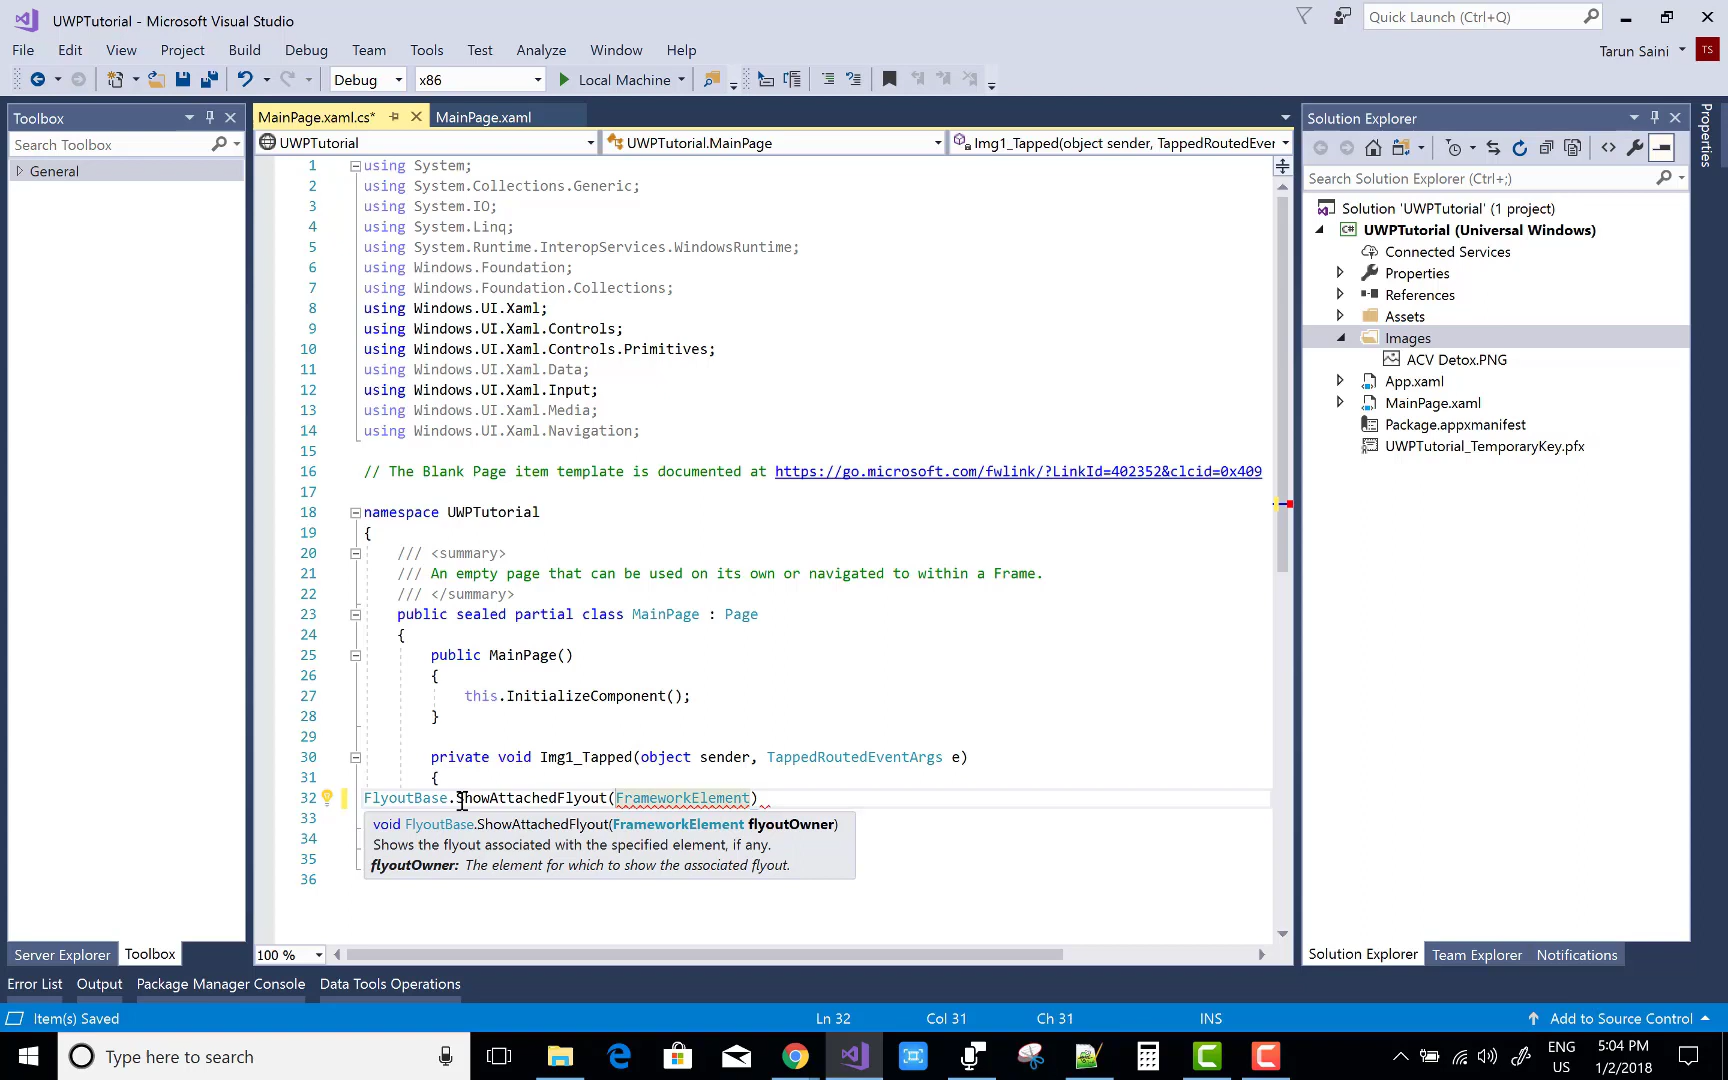 UWPTutorial - Microsoft Visual Studio
Quick Launch (Ctrl+Q)
File Edit View Project Build Debug Team Tools Test Analyze Window Help
Tarun Saini TS
Debug x86 Local Machine
Toolbox
Search Toolbox
General
MainPage.xaml.cs* MainPage.xaml
UWPTutorial UWPTutorial.MainPage Img1_Tapped(object sender, TappedRoutedEver
1 using System;
2 using System.Collections.Generic;
3 using System.IO;
4 using System.Linq;
5 using System.Runtime.InteropServices.WindowsRuntime;
6 using Windows.Foundation;
7 using Windows.Foundation.Collections;
8 using Windows.UI.Xaml;
9 using Windows.UI.Xaml.Controls;
10 using Windows.UI.Xaml.Controls.Primitives;
11 using Windows.UI.Xaml.Data;
12 using Windows.UI.Xaml.Input;
13 using Windows.UI.Xaml.Media;
14 using Windows.UI.Xaml.Navigation;
15
16 // The Blank Page item template is documented at https://go.microsoft.com/fwlink/?LinkId=402352&clcid=0x409
17
18 namespace UWPTutorial
19 {
20 /// <summary>
21 /// An empty page that can be used on its own or navigated to within a Frame.
22 /// </summary>
23 public sealed partial class MainPage : Page
24 {
25 public MainPage()
26 {
27 this.InitializeComponent();
28 }
29
30 private void Img1_Tapped(object sender, TappedRoutedEventArgs e)
31 {
32 FlyoutBase.ShowAttachedFlyout(FrameworkElement)
33
34
35
36
void FlyoutBase.ShowAttachedFlyout(FrameworkElement flyoutOwner)
Shows the flyout associated with the specified element, if any.
flyoutOwner: The element for which to show the associated flyout.
100 %
Solution Explorer
Search Solution Explorer (Ctrl+;)
Solution 'UWPTutorial' (1 project)
C# UWPTutorial (Universal Windows)
Connected Services
Properties
References
Assets
Images
ACV Detox.PNG
App.xaml
MainPage.xaml
Package.appxmanifest
UWPTutorial_TemporaryKey.pfx
Properties
Server Explorer Toolbox
Solution Explorer Team Explorer Notifications
Error List Output Package Manager Console Data Tools Operations
Item(s) Saved Ln 32 Col 31 Ch 31 INS Add to Source Control
Type here to search
ENG
US
5:04 PM
1/2/2018